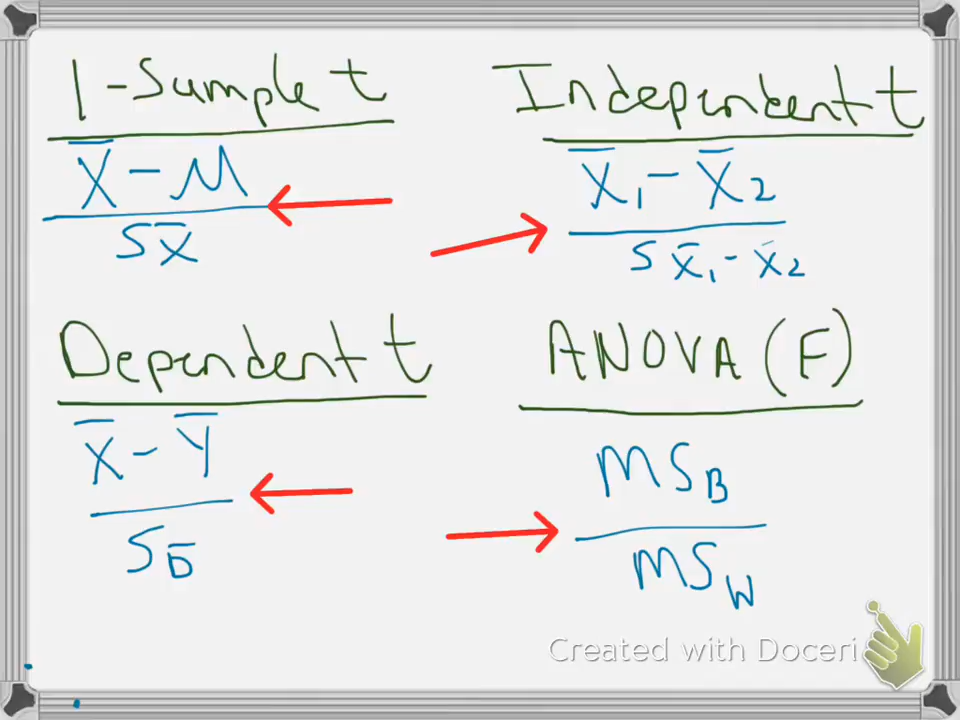 1-Sample t
X̄ - M
SX̄
Independent t
X̄1 - X̄2
SX̄1 - X̄2
Dependent t
X̄ - Ȳ
SD̄
ANOVA (F)
MSB
MSW
Created with Doceri